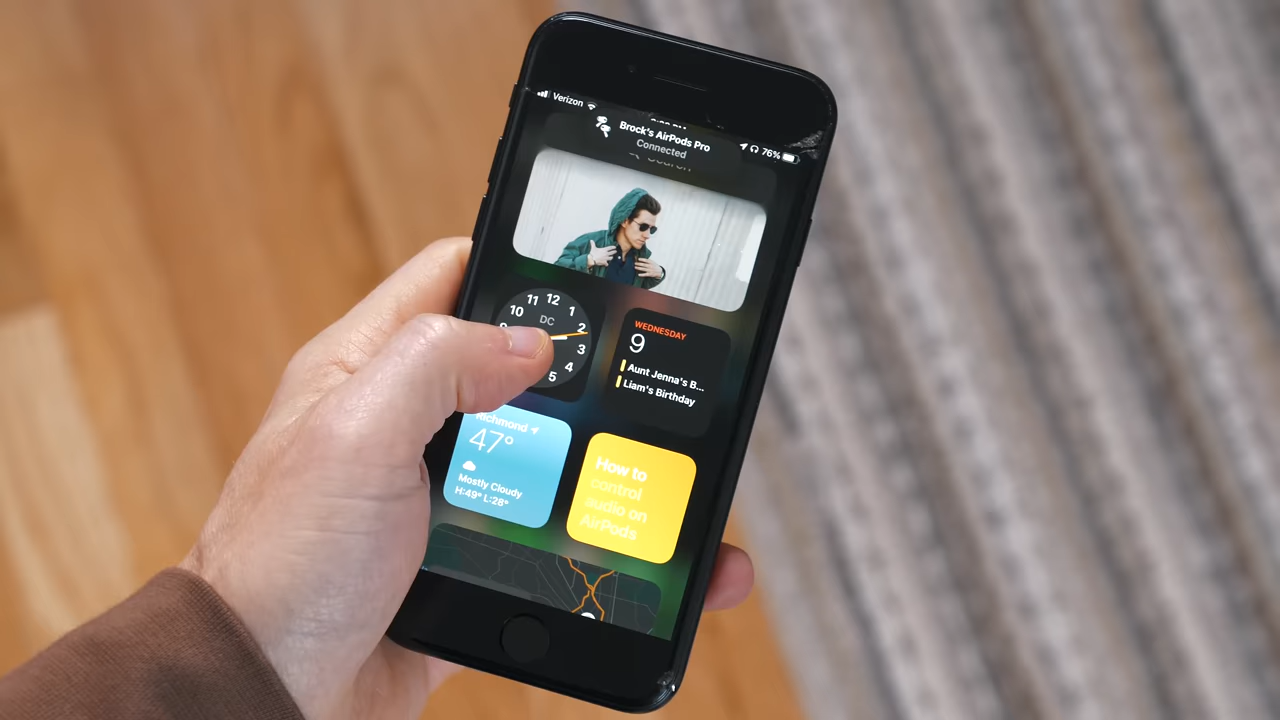 Verizon
Brock's AirPods Pro
76%
Connected
Search
11 12 1
10 2
DC
3
4
5
WEDNESDAY
9
Aunt Jenna's B...
Liam's Birthday
Richmond
47°
Mostly Cloudy
H:49° L:28°
How to
control
audio on
AirPods